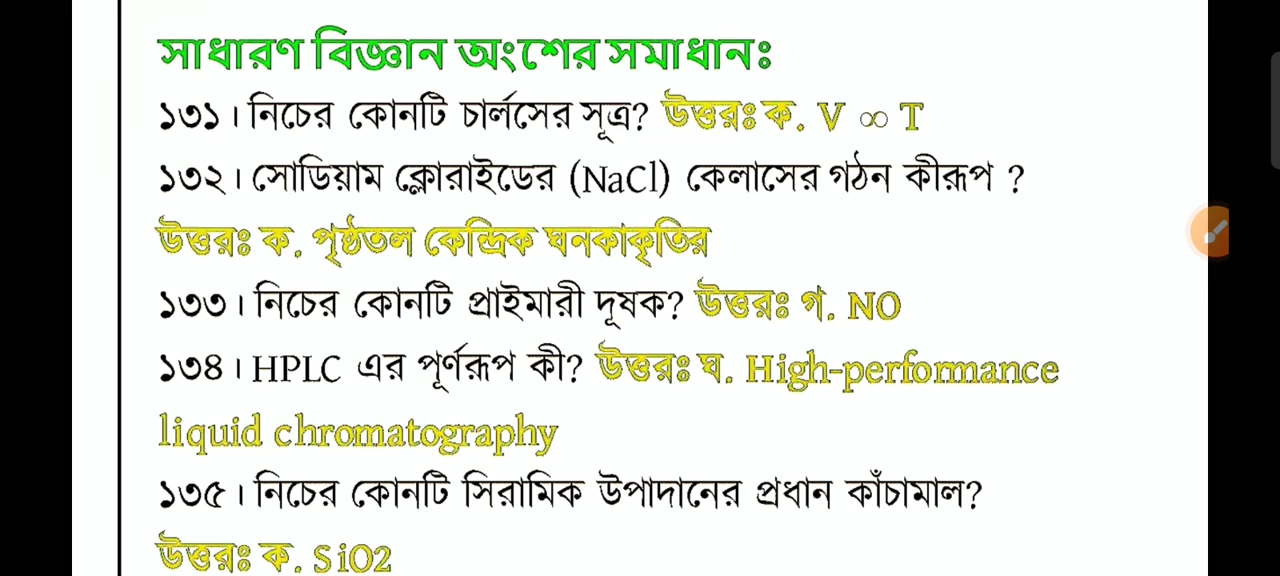 সাধারণ বিজ্ঞান অংশের সমাধানঃ
১৩১। নিচের কোনটি চার্লসের সূত্র? উত্তরঃ ক. V ∞ T
১৩২। সোডিয়াম ক্লোরাইডের (NaCl) কেলাসের গঠন কীরূপ ?
উত্তরঃ ক. পৃষ্ঠতল কেন্দ্রিক ঘনকাকৃতির
১৩৩। নিচের কোনটি প্রাইমারী দূষক? উত্তরঃ গ. NO
১৩৪। HPLC এর পূর্ণরূপ কী? উত্তরঃ ঘ. High-performance
liquid chromatography
১৩৫। নিচের কোনটি সিরামিক উপাদানের প্রধান কাঁচামাল?
উত্তরঃ ক. SiO2